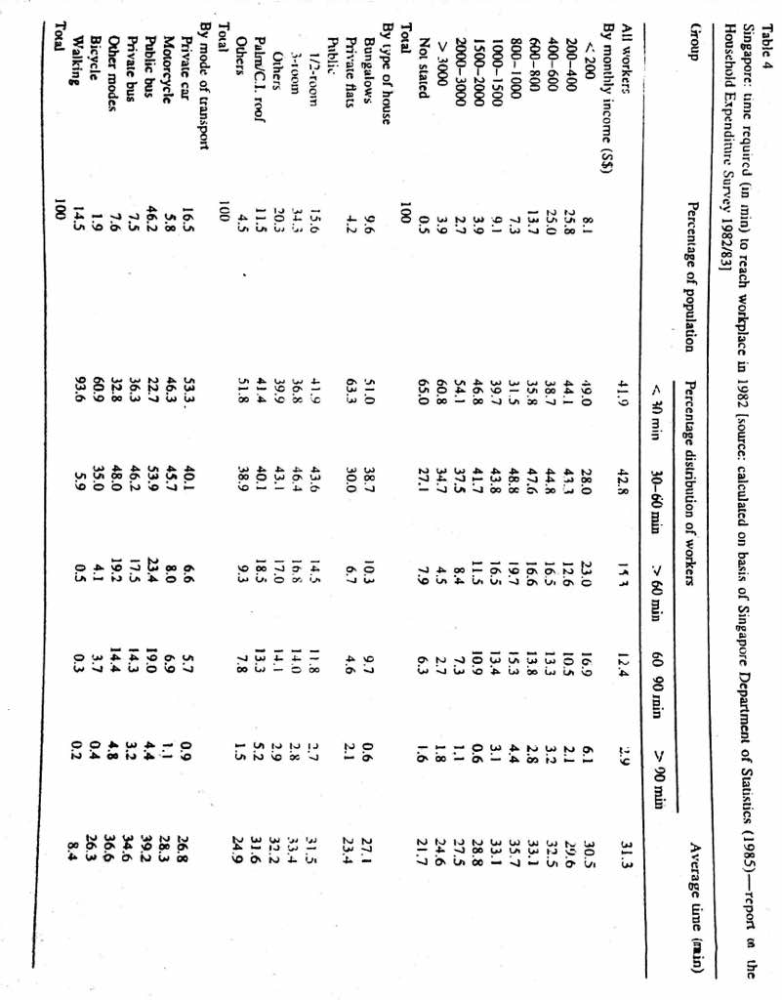 Table 4
Singapore: time required (in min) to reach workplace in 1982 [source: calculated on basis of Singapore Department of Statistics (1985)—report on the
Household Expenditure Survey 1982/83]
Group Percentage of population Percentage distribution of workers Average time (min)
< 30 min 30–60 min > 60 min 60 90 min > 90 min
All workers 41.9 42.8 15.3 12.4 2.9 31.3
By monthly income (S$)
< 200 8.1 49.0 28.0 23.0 16.9 6.1 30.5
200–400 25.8 44.1 43.3 12.6 10.5 2.1 29.6
400–600 25.0 38.7 44.8 16.5 13.3 3.2 32.5
600–800 13.7 35.8 47.6 16.6 13.8 2.8 33.1
800–1000 7.3 31.5 48.8 19.7 15.3 4.4 35.7
1000–1500 9.1 39.7 43.8 16.5 13.4 3.1 33.1
1500–2000 3.9 46.8 41.7 11.5 10.9 0.6 28.8
2000–3000 2.7 54.1 37.5 8.4 7.3 1.1 27.5
> 3000 3.9 60.8 34.7 4.5 2.7 1.8 24.6
Not stated 0.5 65.0 27.1 7.9 6.3 1.6 21.7
Total 100
By type of house
Bungalows 9.6 51.0 38.7 10.3 9.7 0.6 27.1
Private flats 4.2 63.3 30.0 6.7 4.6 2.1 23.4
Public
1/2-room 15.6 41.9 43.6 14.5 11.8 2.7 31.5
3-room 34.3 36.8 46.4 16.8 14.0 2.8 33.4
Others 20.3 39.9 43.1 17.0 14.1 2.9 32.2
Palm/C.I. roof 11.5 41.4 40.1 18.5 13.3 5.2 31.6
Others 4.5 51.8 38.9 9.3 7.8 1.5 24.9
Total 100
By mode of transport
Private car 16.5 53.3 40.1 6.6 5.7 0.9 26.8
Motorcycle 5.8 46.3 45.7 8.0 6.9 1.1 28.3
Public bus 46.2 22.7 53.9 23.4 19.0 4.4 39.2
Private bus 7.5 36.3 46.2 17.5 14.3 3.2 34.6
Other modes 7.6 32.8 48.0 19.2 14.4 4.8 36.6
Bicycle 1.9 60.9 35.0 4.1 3.7 0.4 26.3
Walking 14.5 93.6 5.9 0.5 0.3 0.2 8.4
Total 100